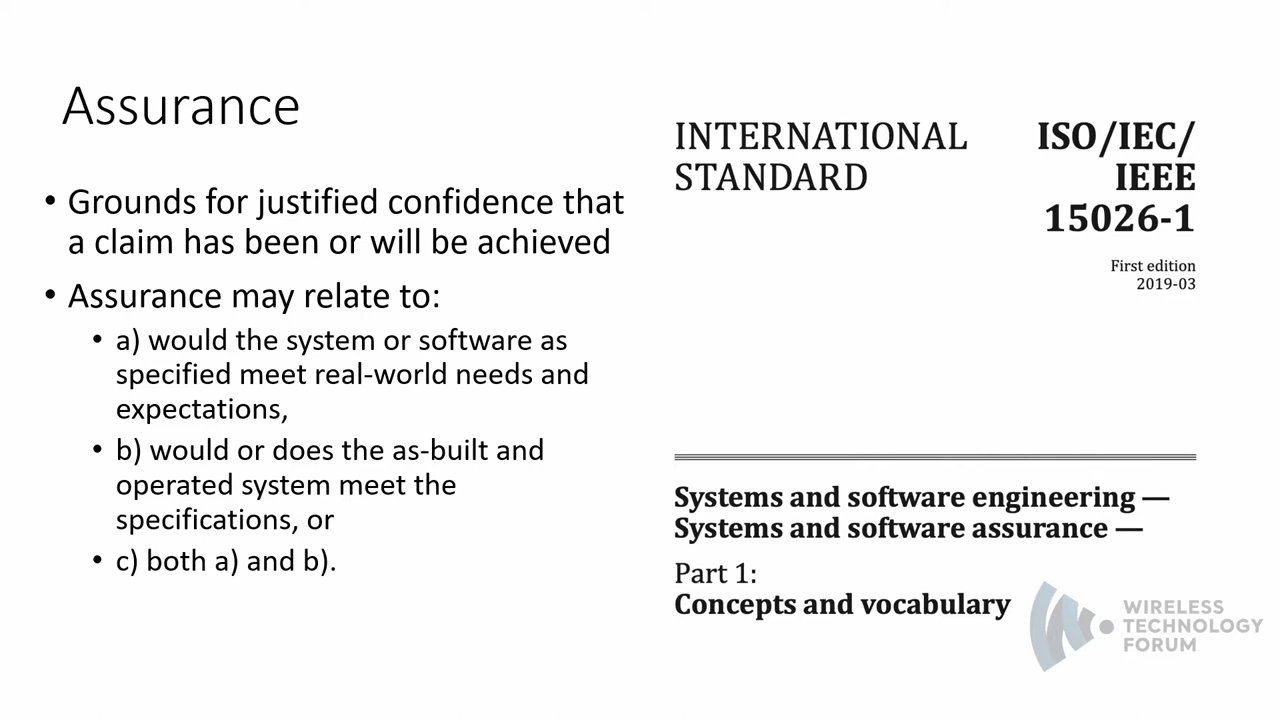 Assurance
• Grounds for justified confidence that
a claim has been or will be achieved
• Assurance may relate to:
• a) would the system or software as
specified meet real-world needs and
expectations,
• b) would or does the as-built and
operated system meet the
specifications, or
• c) both a) and b).
INTERNATIONAL
STANDARD
ISO/IEC/
IEEE
15026-1
First edition
2019-03
Systems and software engineering —
Systems and software assurance —
Part 1:
Concepts and vocabulary
WIRELESS
TECHNOLOGY
FORUM